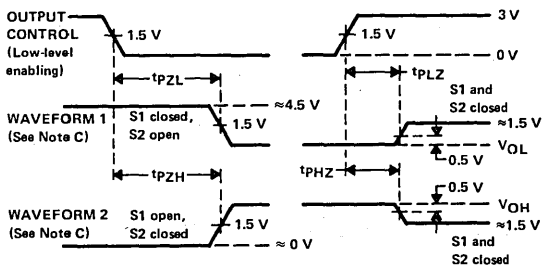 OUTPUT
CONTROL
(Low-level
enabling)
1.5 V
1.5 V
3 V
0 V
tPZL
tPLZ
WAVEFORM 1
(See Note C)
S1 closed,
S2 open
≈4.5 V
1.5 V
S1 and
S2 closed
≈1.5 V
VOL
0.5 V
tPZH
tPHZ
WAVEFORM 2
(See Note C)
S1 open,
S2 closed
1.5 V
≈ 0 V
0.5 V
VOH
≈1.5 V
S1 and
S2 closed